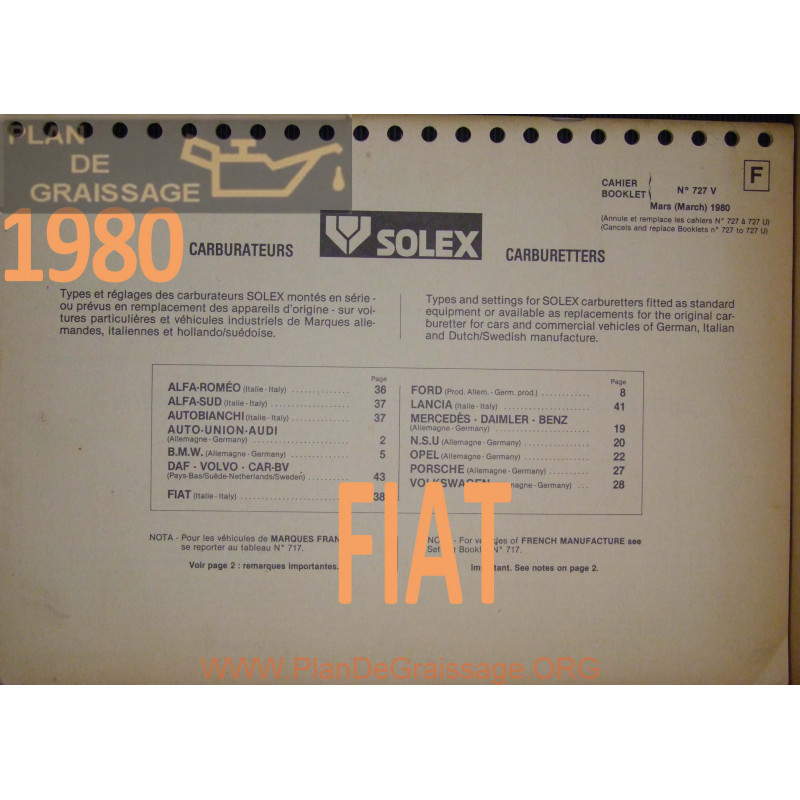 PLAN
DE
GRAISSAGE
1980
CAHIER
BOOKLET
N° 727 V
F
Mars (March) 1980
(Annule et remplace les cahiers N° 727 à 727 U)
(Cancels and replace Booklets n° 727 to 727 U)
CARBURATEURS
SOLEX
CARBURETTERS
Types et réglages des carburateurs SOLEX montés en série -
ou prévus en remplacement des appareils d'origine - sur voi-
tures particulières et véhicules industriels de Marques alle-
mandes, italiennes et hollando/suédoise.
Types and settings for SOLEX carburetters fitted as standard
equipment or available as replacements for the original car-
buretter for cars and commercial vehicles of German, Italian
and Dutch/Swedish manufacture.
Page
ALFA-ROMÉO (Italie - Italy) .............. 36
ALFA-SUD (Italie - Italy) .................. 37
AUTOBIANCHI (Italie - Italy) ............ 37
AUTO-UNION-AUDI
(Allemagne - Germany) ..................... 2
B.M.W. (Allemagne - Germany) ............ 5
DAF - VOLVO - CAR-BV
(Pays-Bas/Suède-Netherlands/Sweden) .......... 43
FIAT (Italie - Italy) ........................ 38
Page
FORD (Prod. Allem. - Germ. prod.) ............ 8
LANCIA (Italie - Italy) ..................... 41
MERCEDÈS - DAIMLER - BENZ
(Allemagne - Germany) ..................... 19
N.S.U (Allemagne - Germany) ............. 20
OPEL (Allemagne - Germany) ............. 22
PORSCHE (Allemagne - Germany) ........ 27
VOLKSWAGEN magne - Germany) ... 28
NOTA - Pour les véhicules de MARQUES FRAN
se reporter au tableau N° 717.
Voir page 2 : remarques importantes.
For vehicles of FRENCH MANUFACTURE see
N° 717.
See notes on page 2.
FIAT
WWW.PlanDeGraissage.ORG